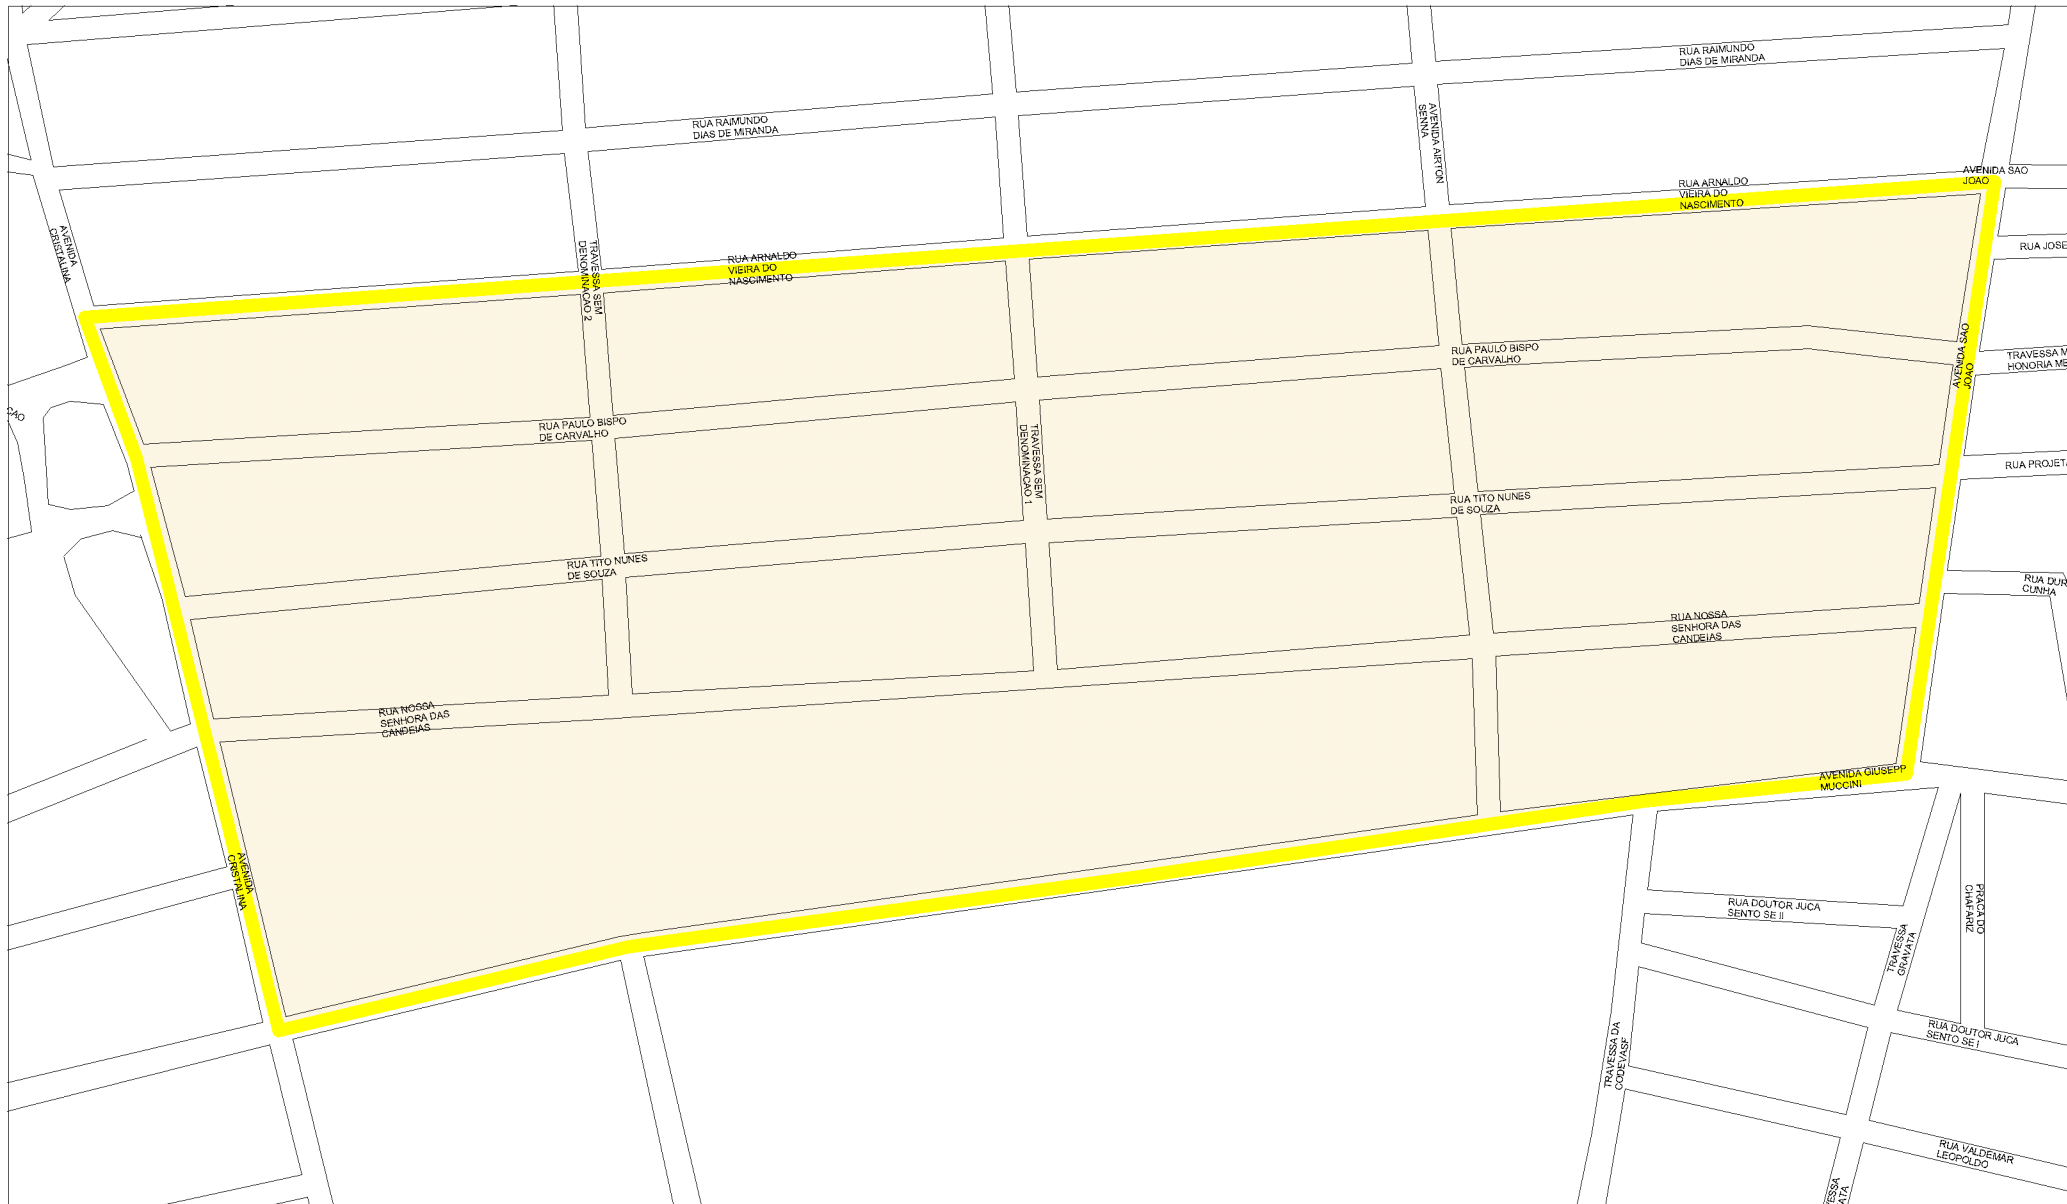 RUA RAIMUNDO
DIAS DE MIRANDA
RUA RAIMUNDO
DIAS DE MIRANDA
AVENIDA AIRTON
SENNA
AVENIDA SAO
JOAO
RUA ARNALDO
VIEIRA DO
NASCIMENTO
AVENIDA
CRISTALINA
TRAVESSA SEM
DENOMINACAO 2
RUA ARNALDO
VIEIRA DO
NASCIMENTO
RUA JOSE
AVENIDA SAO
JOAO
TRAVESSA M
HONORIA ME
RUA PAULO BISPO
DE CARVALHO
CAO
RUA PAULO BISPO
DE CARVALHO
TRAVESSA SEM
DENOMINACAO 1
RUA PROJETA
RUA TITO NUNES
DE SOUZA
RUA TITO NUNES
DE SOUZA
RUA DUR
CUNHA
RUA NOSSA
SENHORA DAS
CANDEIAS
RUA NOSSA
SENHORA DAS
CANDEIAS
AVENIDA GIUSEPP
MUCCINI
AVENIDA
CRISTALINA
RUA DOUTOR JUCA
SENTO SE II
PRACA DO
CHAFARIZ
TRAVESSA
GRAVATA
RUA DOUTOR JUCA
SENTO SE I
TRAVESSA DA
CODEVASF
RUA VALDEMAR
LEOPOLDO
ESSA
ATA